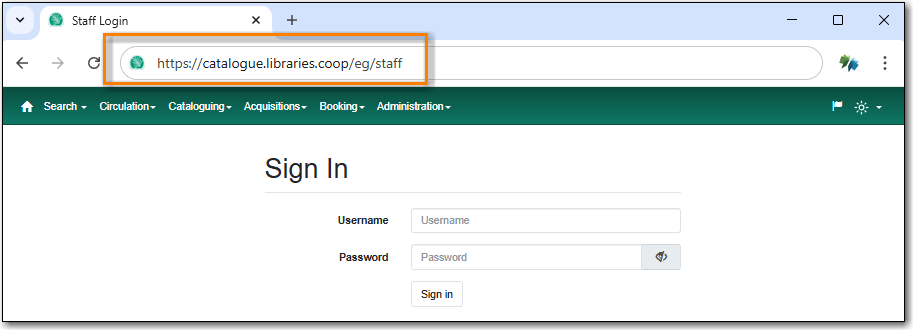 Staff Login
https://catalogue.libraries.coop/eg/staff
Search Circulation Cataloguing Acquisitions Booking Administration
Sign In
Username Username
Password Password
Sign in